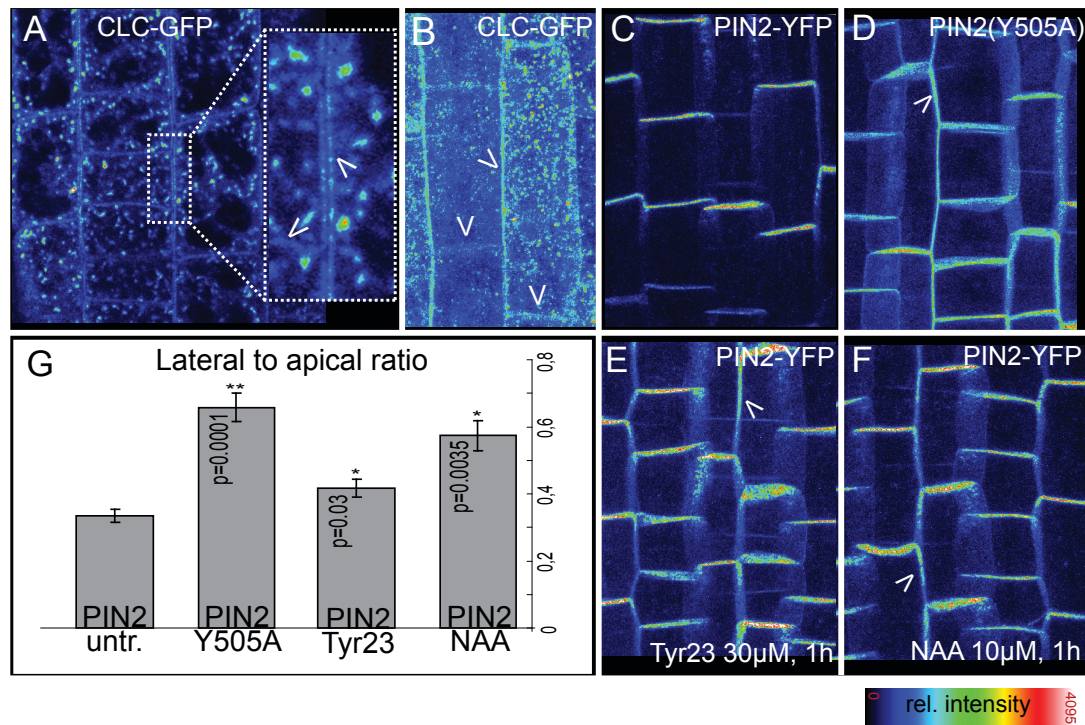 A CLC-GFP
B CLC-GFP
C PIN2-YFP
D PIN2(Y505A)
G Lateral to apical ratio
0,8
0,6
0,4
0,2
0
**
p=0.0001
*
p=0.03
*
p=0.0035
PIN2 PIN2 PIN2 PIN2
untr. Y505A Tyr23 NAA
E PIN2-YFP
Tyr23 30µM, 1h
F PIN2-YFP
NAA 10µM, 1h
0 rel. intensity 4095